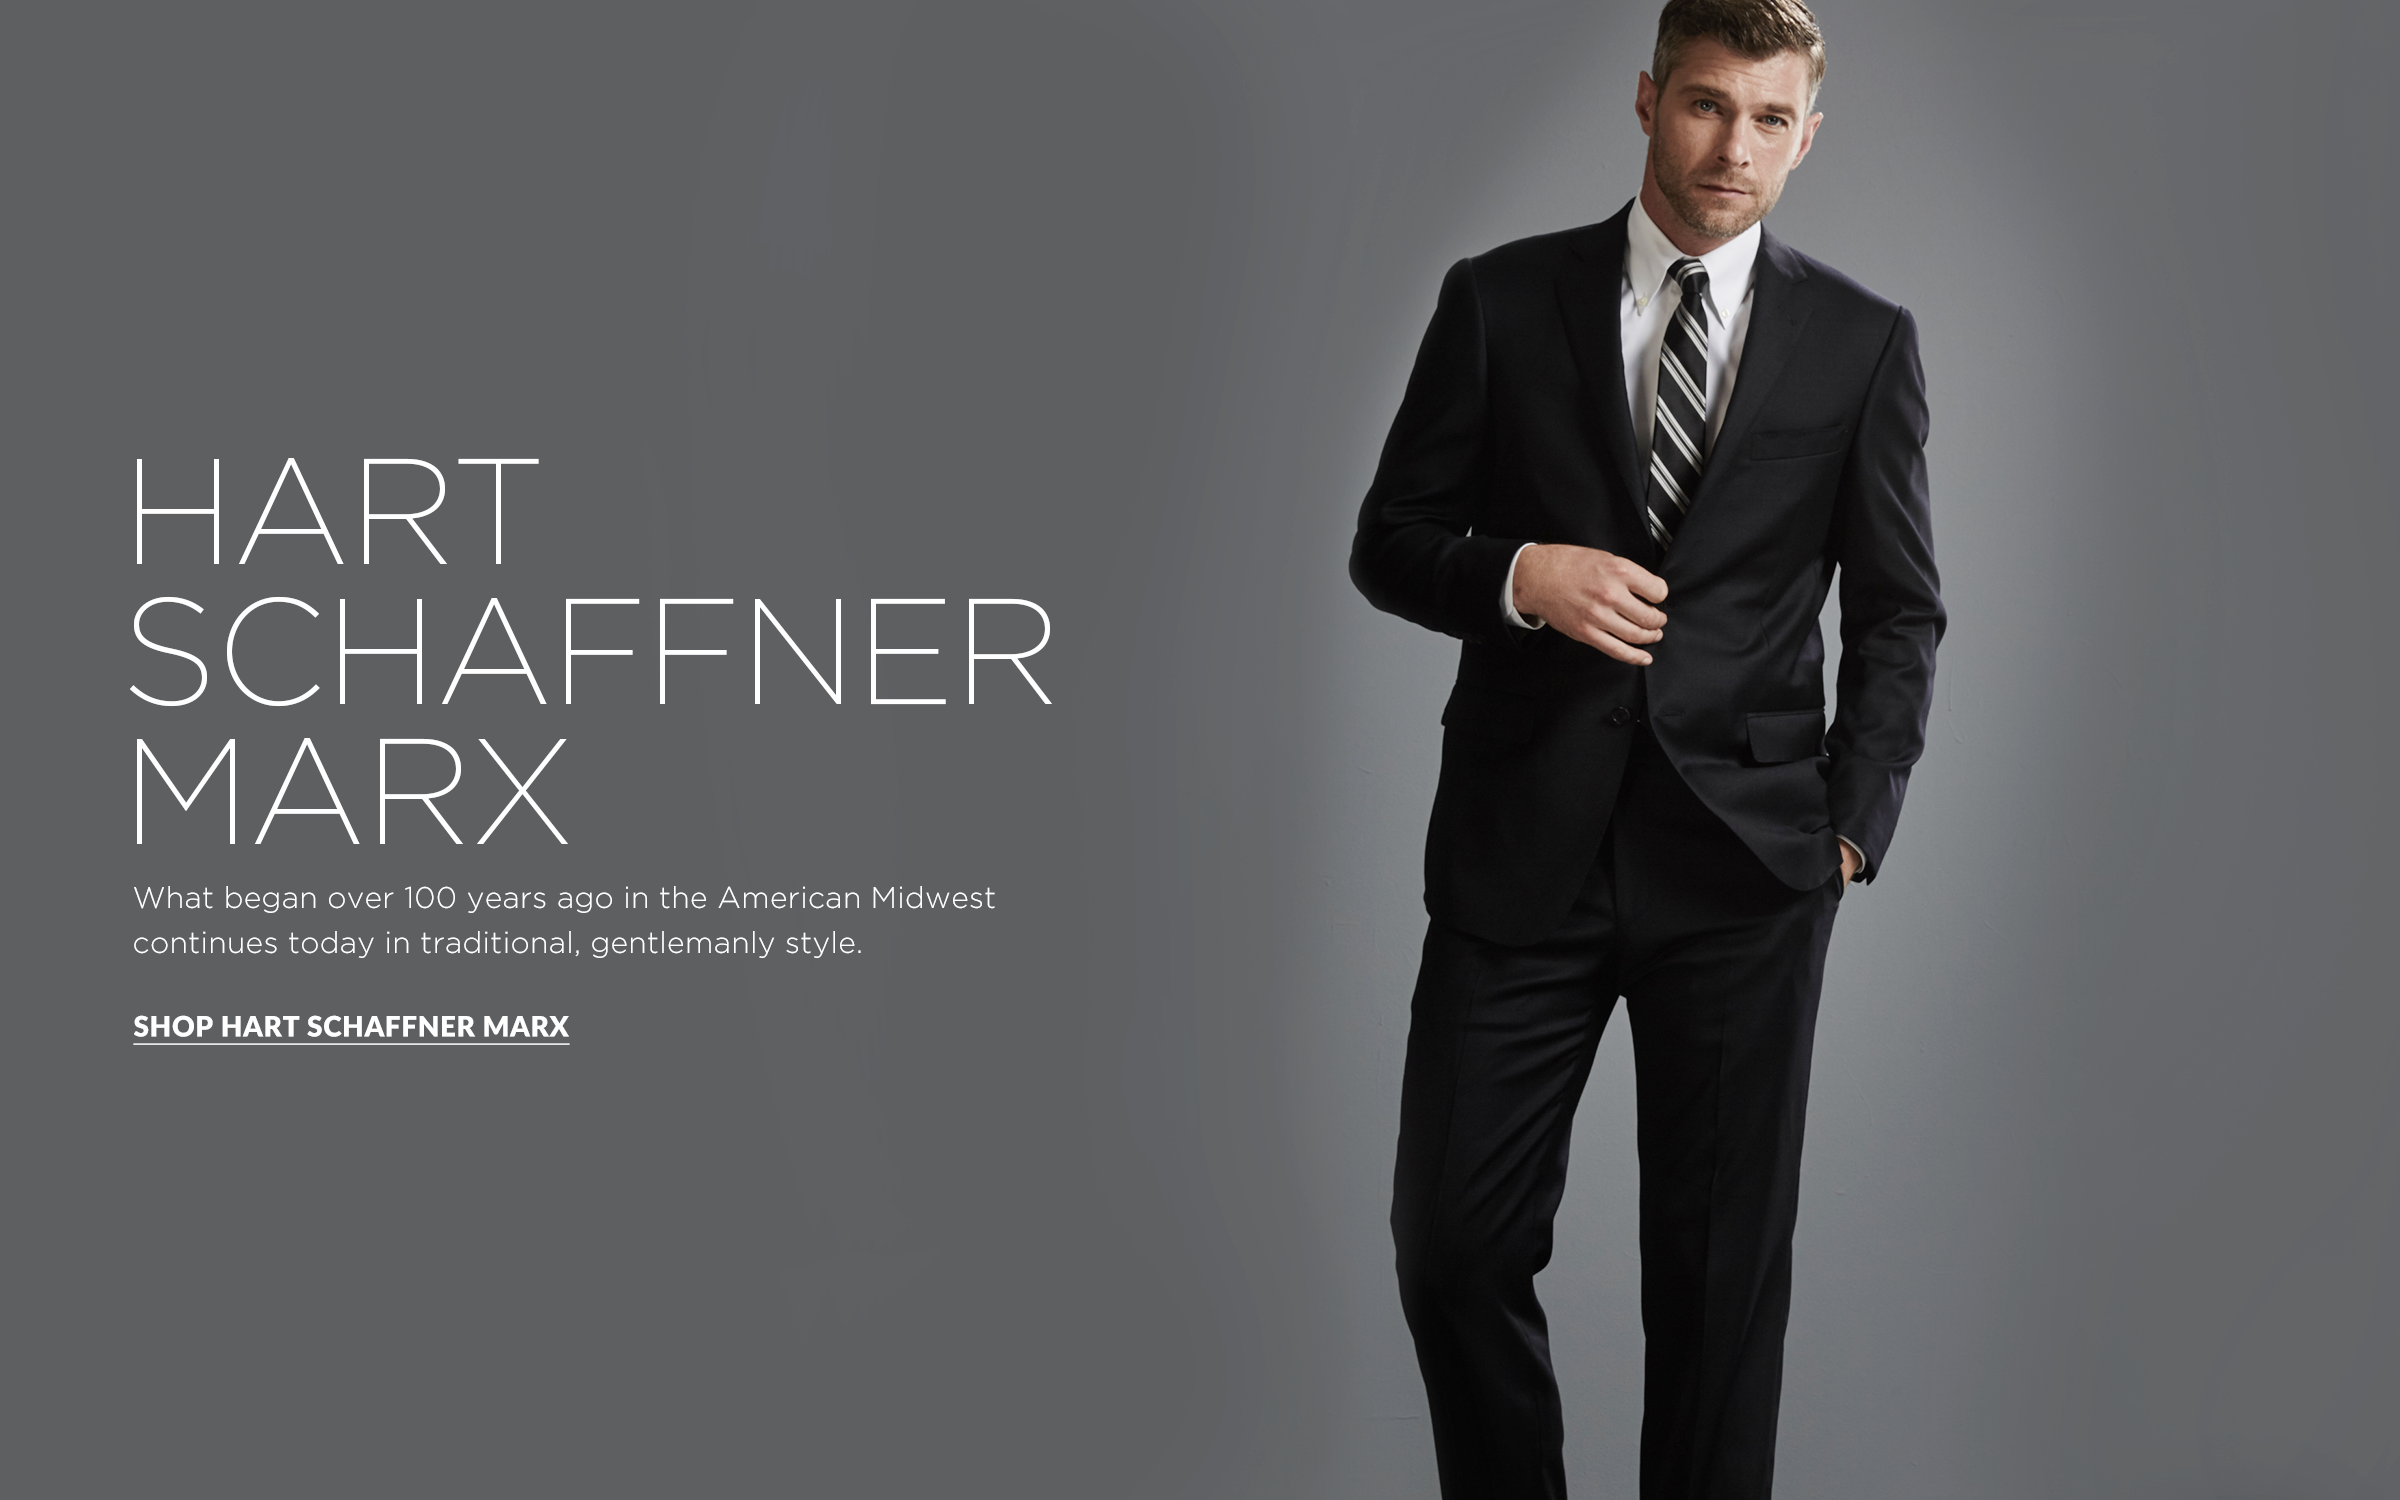 HART
SCHAFFNER
MARX
What began over 100 years ago in the American Midwest
continues today in traditional, gentlemanly style.
SHOP HART SCHAFFNER MARX